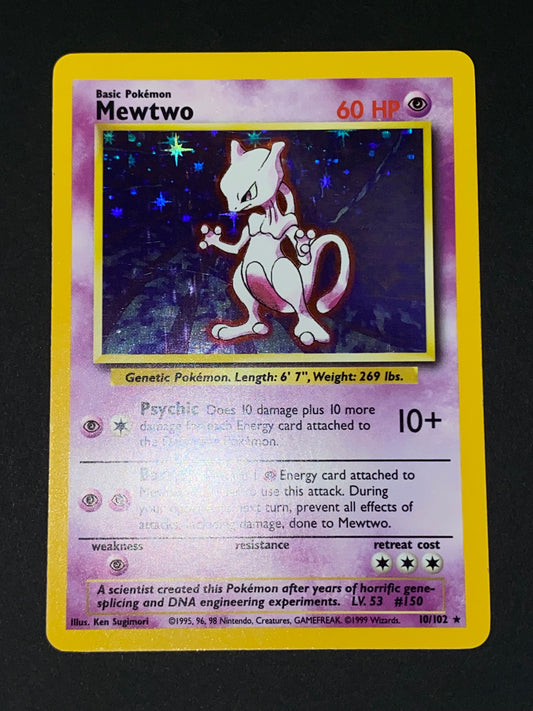 Basic Pokémon
Mewtwo 60 HP
Genetic Pokémon. Length: 6' 7", Weight: 269 lbs.
Psychic Does 10 damage plus 10 more
damage for each Energy card attached to
the Pokémon. 10+
1 Energy card attached to
use this attack. During
next turn, prevent all effects of
attacks, including damage, done to Mewtwo.
weakness resistance retreat cost
A scientist created this Pokémon after years of horrific gene-
splicing and DNA engineering experiments. LV. 53 #150
Illus. Ken Sugimori ©1995, 96, 98 Nintendo, Creatures, GAMEFREAK. ©1999 Wizards. 10/102 ★